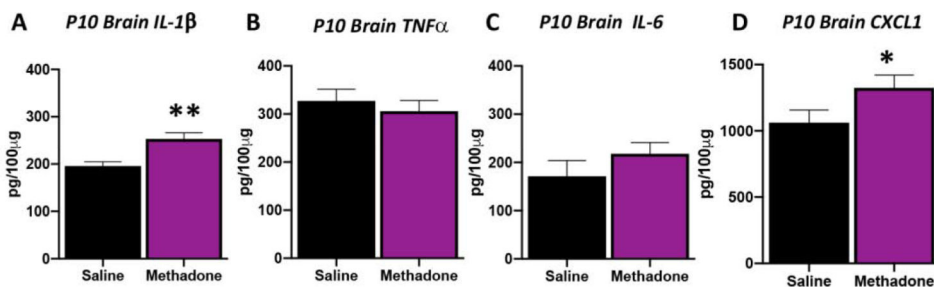 A P10 Brain IL-1β
400
300
200
100
0
pg/100μg
**
Saline Methadone
B P10 Brain TNFα
400
300
200
100
0
pg/100μg
Saline Methadone
C P10 Brain IL-6
400
300
200
100
0
pg/100μg
Saline Methadone
D P10 Brain CXCL1
1500
1000
500
0
pg/100μg
*
Saline Methadone